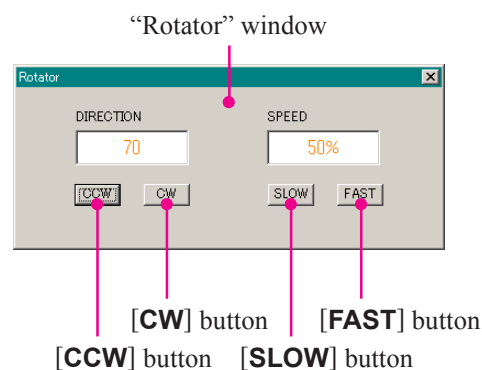 “Rotator” window
Rotator
DIRECTION SPEED
70 50%
CCW CW SLOW FAST
[CW] button [FAST] button
[CCW] button [SLOW] button